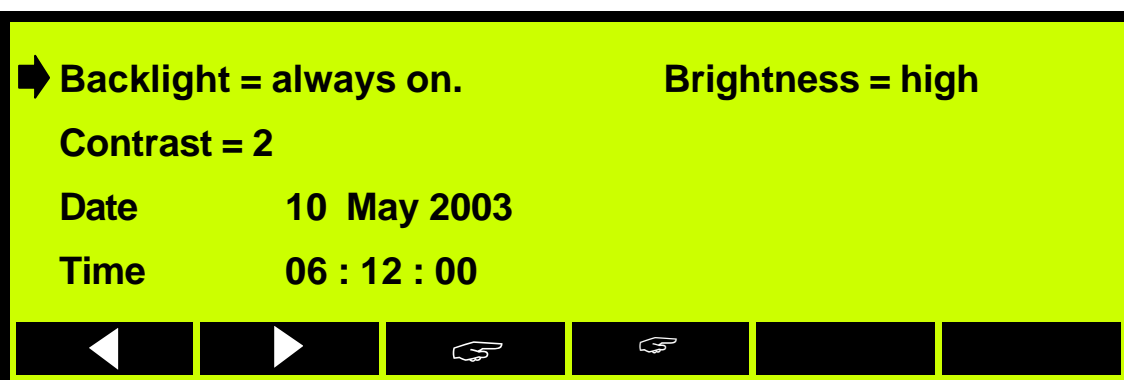 Backlight = always on. Brightness = high
Contrast = 2
Date 10 May 2003
Time 06 : 12 : 00